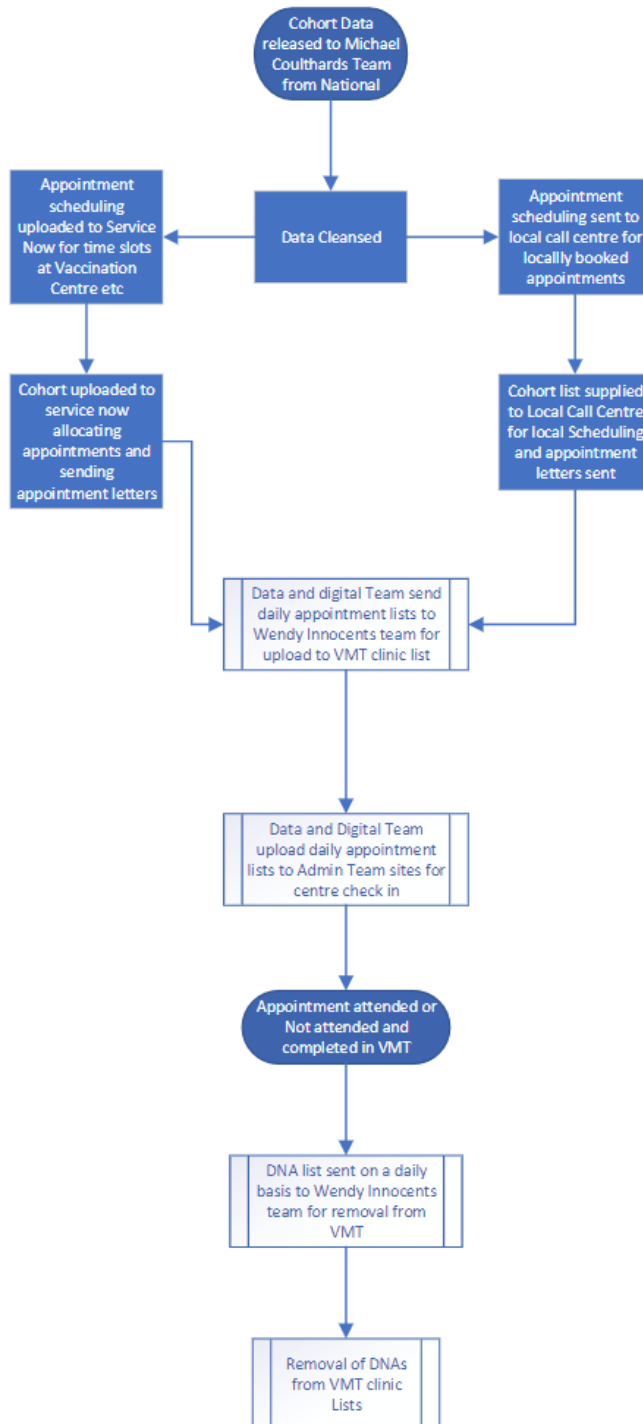 Cohort Data
released to Michael
Coulthards Team
from National
Appointment
scheduling
uploaded to Service
Now for time slots
at Vaccination
Centre etc
Data Cleansed
Appointment
scheduling sent to
local call centre for
locallly booked
appointments
Cohort uploaded to
service now
allocating
appointments and
sending
appointment letters
Cohort list supplied
to Local Call Centre
for local Scheduling
and appointment
letters sent
Data and digital Team send
daily appointment lists to
Wendy Innocents team for
upload to VMT clinic list
Data and Digital Team
upload daily appointment
lists to Admin Team sites for
centre check in
Appointment attended or
Not attended and
completed in VMT
DNA list sent on a daily
basis to Wendy Innocents
team for removal from
VMT
Removal of DNAs
from VMT clinic
Lists